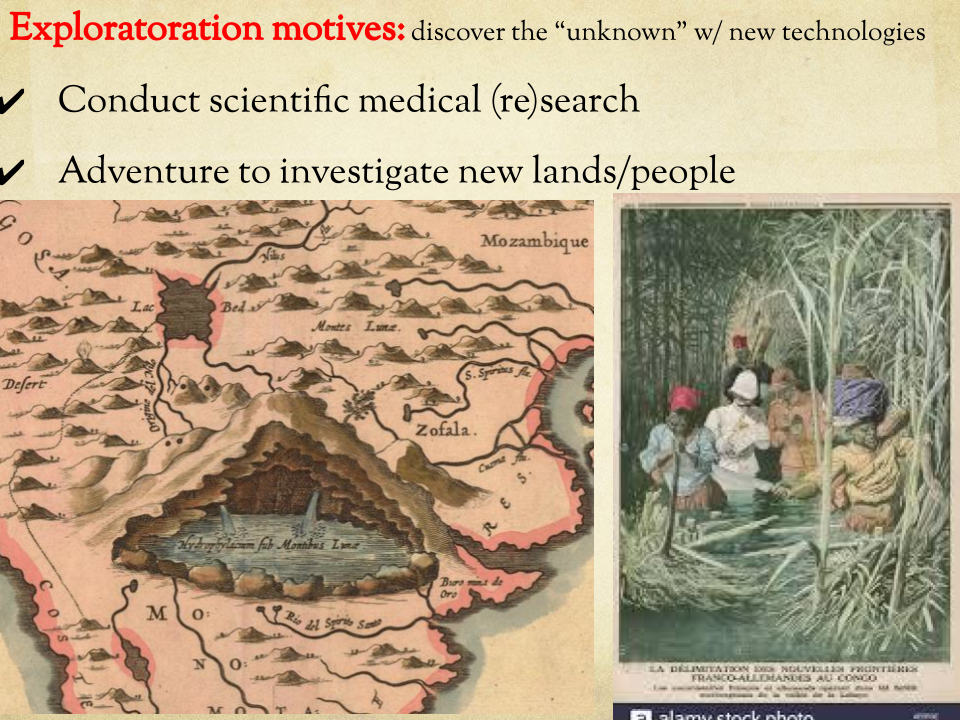 Exploratoration motives: discover the “unknown” w/ new technologies
✔ Conduct scientific medical (re)search
✔ Adventure to investigate new lands/people
GOSA
Nilus
Mozambique
Lac
Bed
Montes Lunæ.
Desert
S. Spiritus flu.
Zofala.
Cuama flu.
RES.
Hydrophylacium sub Montibus Lunæ
Buro mina de
Oro
MO:
Rio del Spirito Santo
NO:
MOTA:
LA DÉLIMITATION DES NOUVELLES FRONTIÈRES
FRANCO-ALLEMANDES AU CONGO
a alamy stock photo